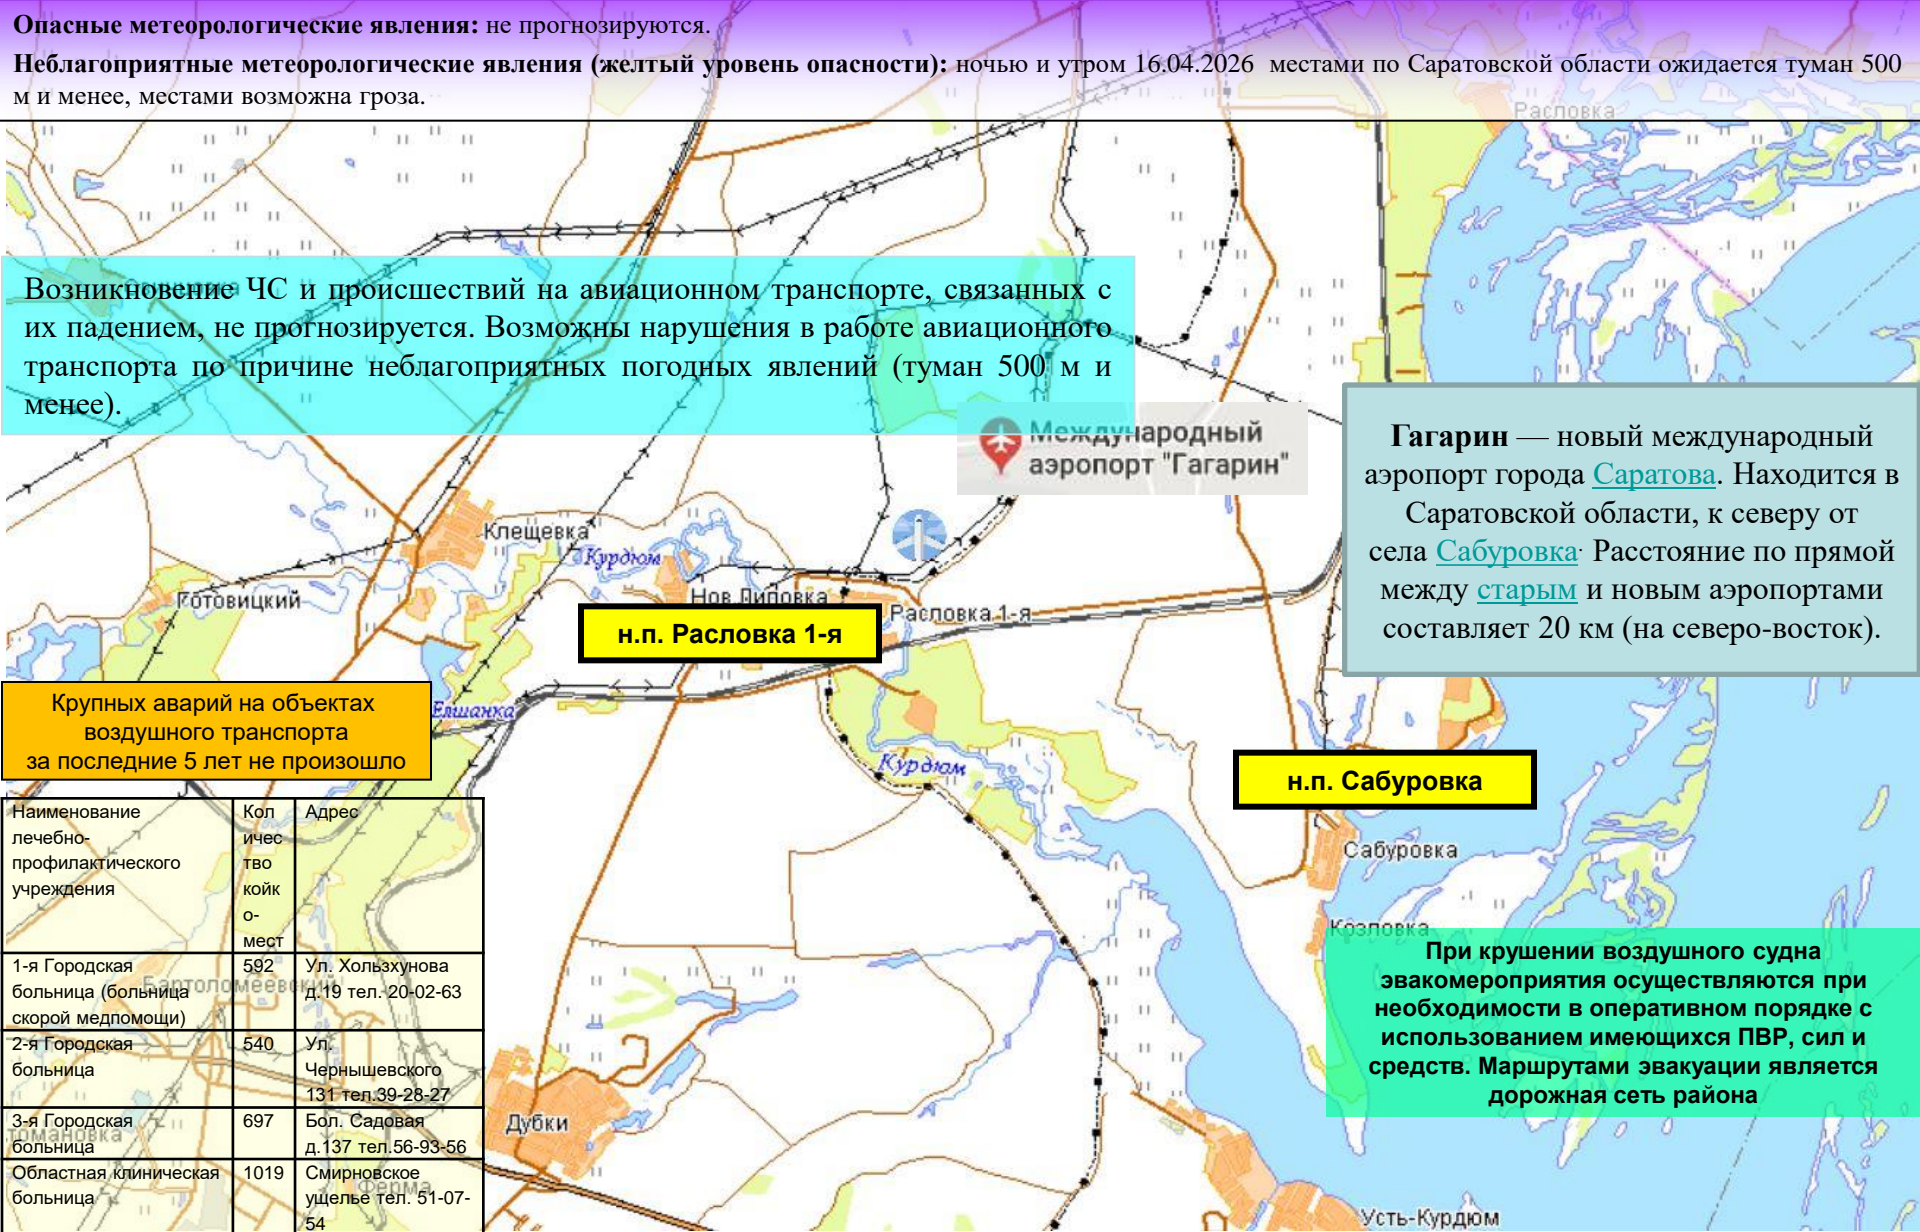 Опасные метеорологические явления: не прогнозируются.
Неблагоприятные метеорологические явления (желтый уровень опасности): ночью и утром 16.04.2026 местами по Саратовской области ожидается туман 500
м и менее, местами возможна гроза.
Расловка
Возникновение ЧС и происшествий на авиационном транспорте, связанных с
их падением, не прогнозируется. Возможны нарушения в работе авиационного
транспорта по причине неблагоприятных погодных явлений (туман 500 м и
менее).
Международный
аэропорт "Гагарин"
Гагарин — новый международный
аэропорт города Саратова. Находится в
Саратовской области, к северу от
села Сабуровка. Расстояние по прямой
между старым и новым аэропортами
составляет 20 км (на северо-восток).
Клещевка
Курдюм
Готовицкий
Нов.Липовка
Расловка 1-я
н.п. Расловка 1-я
Елшанка
Крупных аварий на объектах
воздушного транспорта
за последние 5 лет не произошло
Курдюм
н.п. Сабуровка
Сабуровка
Козловка
Наименование
лечебно-
профилактического
учреждения
Кол
ичес
тво
койк
о-
мест
Адрес
1-я Городская
больница (больница
скорой медпомощи)
592
Ул. Хользхунова
д.19 тел. 20-02-63
2-я Городская
больница
540
Ул.
Чернышевского
131 тел.39-28-27
3-я Городская
больница
697
Бол. Садовая
д.137 тел.56-93-56
Областная клиническая
больница
1019
Смирновское
ущелье тел. 51-07-
54
Бартоломеевский
томановка
Ферма
Дубки
При крушении воздушного судна
эвакомероприятия осуществляются при
необходимости в оперативном порядке с
использованием имеющихся ПВР, сил и
средств. Маршрутами эвакуации является
дорожная сеть района
Усть-Курдюм